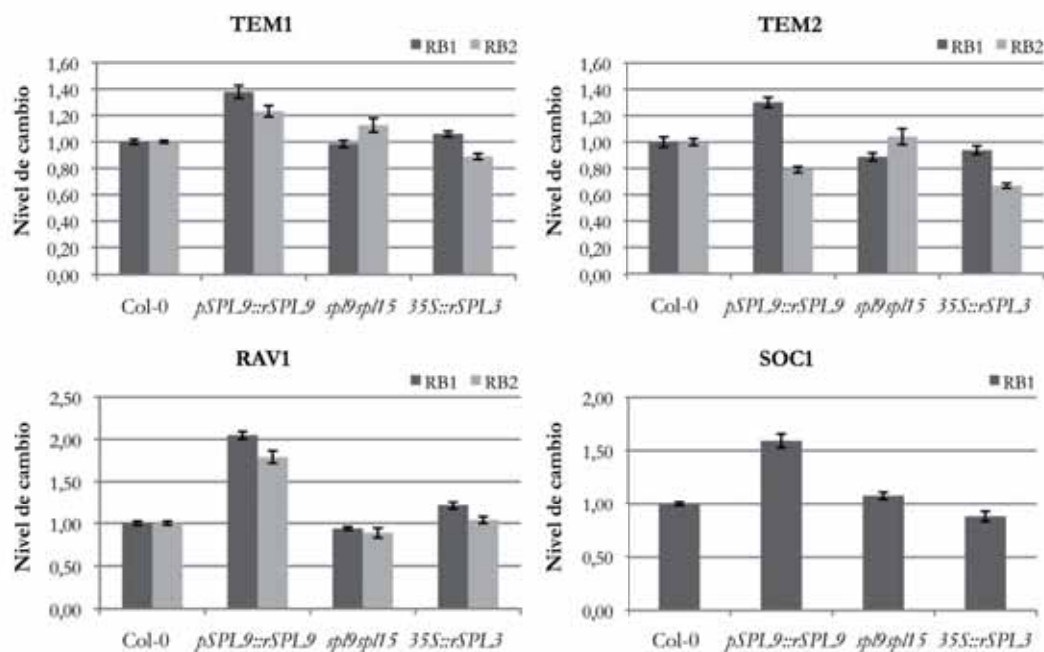 TEM1
RB1 RB2
Nivel de cambio
1,60
1,40
1,20
1,00
0,80
0,60
0,40
0,20
0,00
Col-0 pSPL9::rSPL9 spl9spl15 35S::rSPL3
TEM2
RB1 RB2
Nivel de cambio
1,60
1,40
1,20
1,00
0,80
0,60
0,40
0,20
0,00
Col-0 pSPL9::rSPL9 spl9spl15 35S::rSPL3
RAV1
RB1 RB2
Nivel de cambio
2,50
2,00
1,50
1,00
0,50
0,00
Col-0 pSPL9::rSPL9 spl9spl15 35S::rSPL3
SOC1
RB1
Nivel de cambio
2,00
1,50
1,00
0,50
0,00
Col-0 pSPL9::rSPL9 spl9spl15 35S::rSPL3